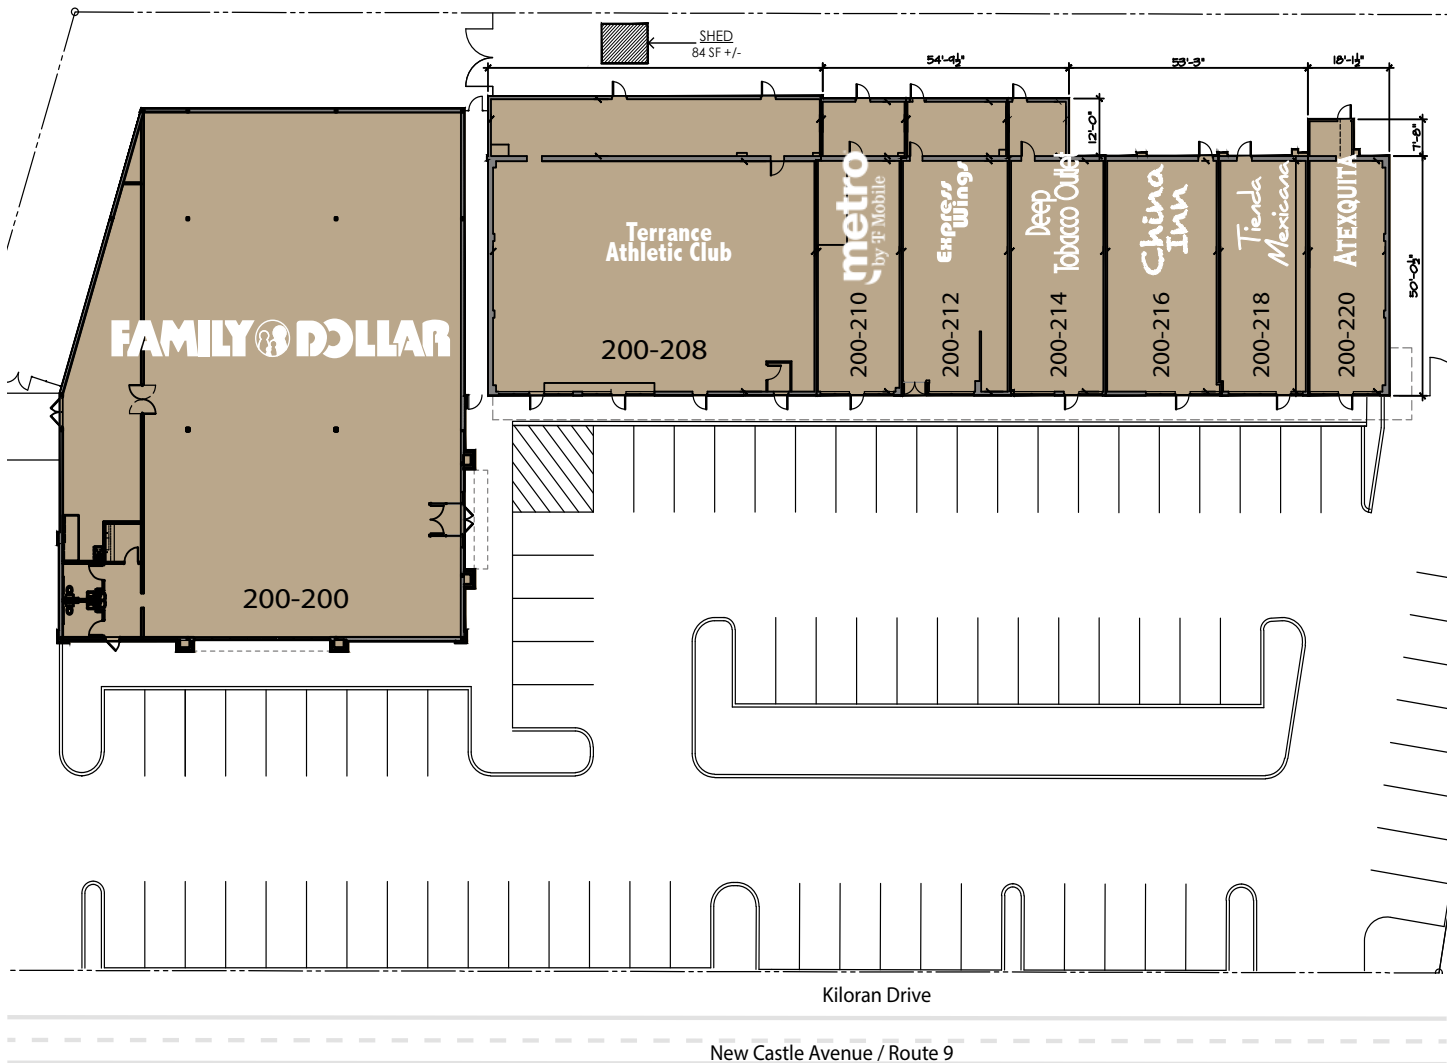 SHED
84 SF +/-
54'-9½"
53'-3"
18'-1½"
12'-0"
7'-8"
50'-0½"
FAMILY DOLLAR
200-200
Terrance
Athletic Club
200-208
metro
by T Mobile
200-210
Express
Wings
200-212
Deep
Tobacco Outlet
200-214
China
Inn
200-216
Tienda
Mexicana
200-218
ATEXQUITA
200-220
Kiloran Drive
New Castle Avenue / Route 9